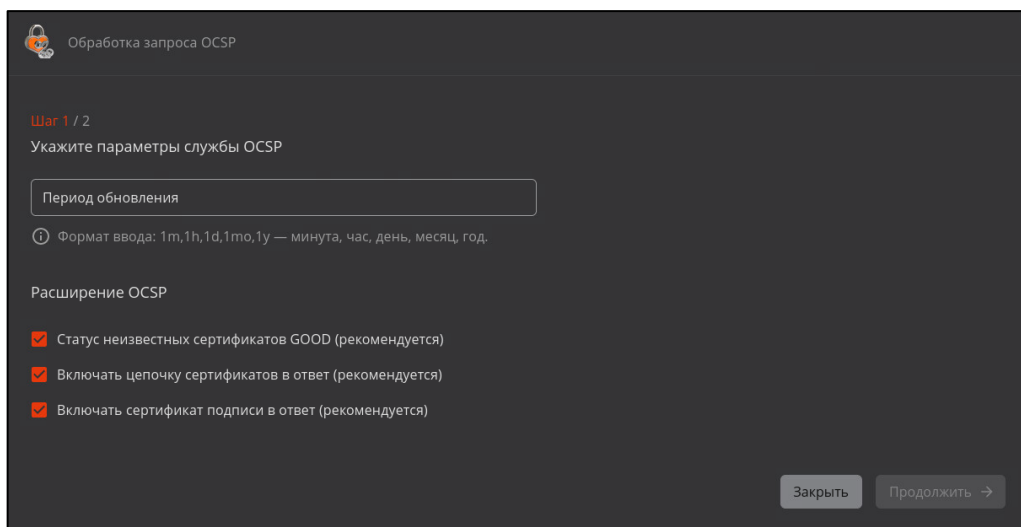 Обработка запроса OCSP
Шаг 1 / 2
Укажите параметры службы OCSP
Период обновления
Формат ввода: 1m,1h,1d,1mo,1y — минута, час, день, месяц, год.
Расширение OCSP
Статус неизвестных сертификатов GOOD (рекомендуется)
Включать цепочку сертификатов в ответ (рекомендуется)
Включать сертификат подписи в ответ (рекомендуется)
Закрыть
Продолжить →